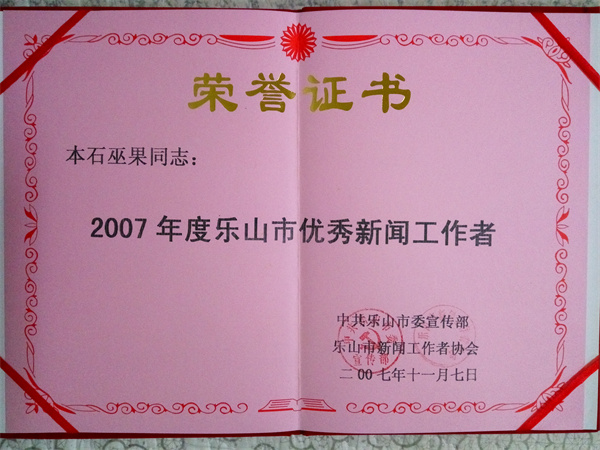 荣誉证书
本石巫果同志：
2007年度乐山市优秀新闻工作者
中共乐山市委宣传部
乐山市新闻工作者协会
二00七年十一月七日